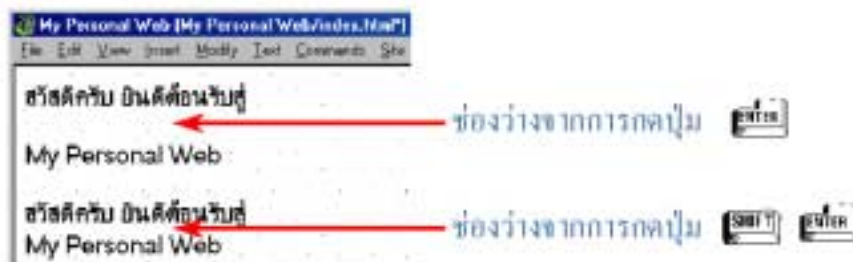 My Personal Web [My Personal Web/index.html*]
File Edit View Insert Modify Text Commands Site
สวัสดีครับ ยินดีต้อนรับสู่
ช่องว่างจากการกดปุ่ม ENTER
My Personal Web
สวัสดีครับ ยินดีต้อนรับสู่
ช่องว่างจากการกดปุ่ม SHIFT ENTER
My Personal Web